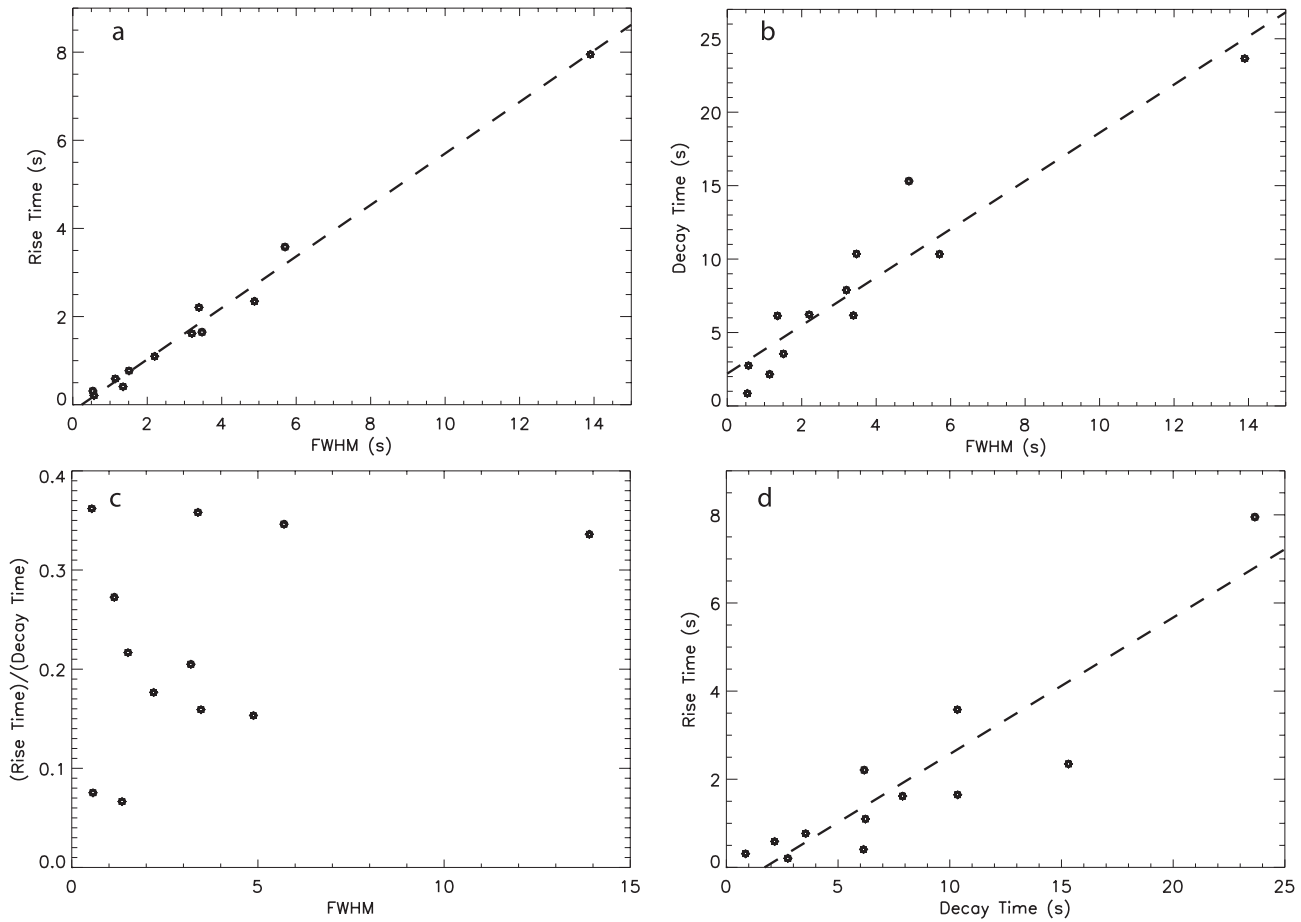 a
8
6
4
2
0
Rise Time (s)
0 2 4 6 8 10 12 14
FWHM (s)
b
25
20
15
10
5
0
Decay Time (s)
0 2 4 6 8 10 12 14
FWHM (s)
c
0.4
0.3
0.2
0.1
0.0
(Rise Time)/(Decay Time)
0 5 10 15
FWHM
d
8
6
4
2
0
Rise Time (s)
0 5 10 15 20 25
Decay Time (s)